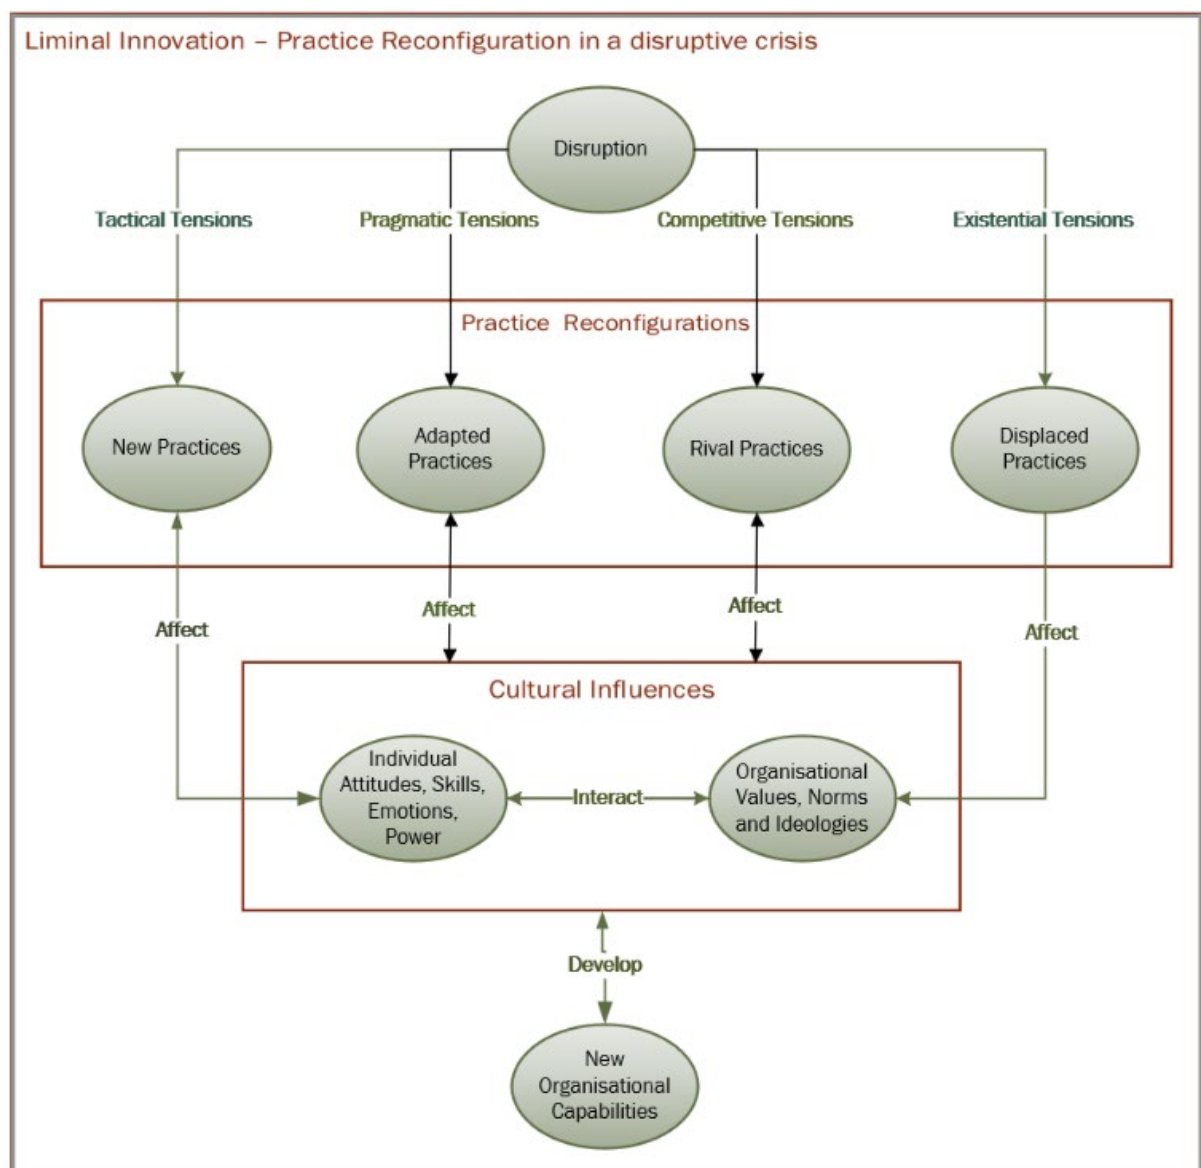 Liminal Innovation – Practice Reconfiguration in a disruptive crisis
Disruption
Tactical Tensions
Pragmatic Tensions
Competitive Tensions
Existential Tensions
Practice Reconfigurations
New Practices
Adapted
Practices
Rival Practices
Displaced
Practices
Affect
Affect
Affect
Affect
Cultural Influences
Individual
Attitudes, Skills,
Emotions,
Power
Interact
Organisational
Values, Norms
and Ideologies
Develop
New
Organisational
Capabilities